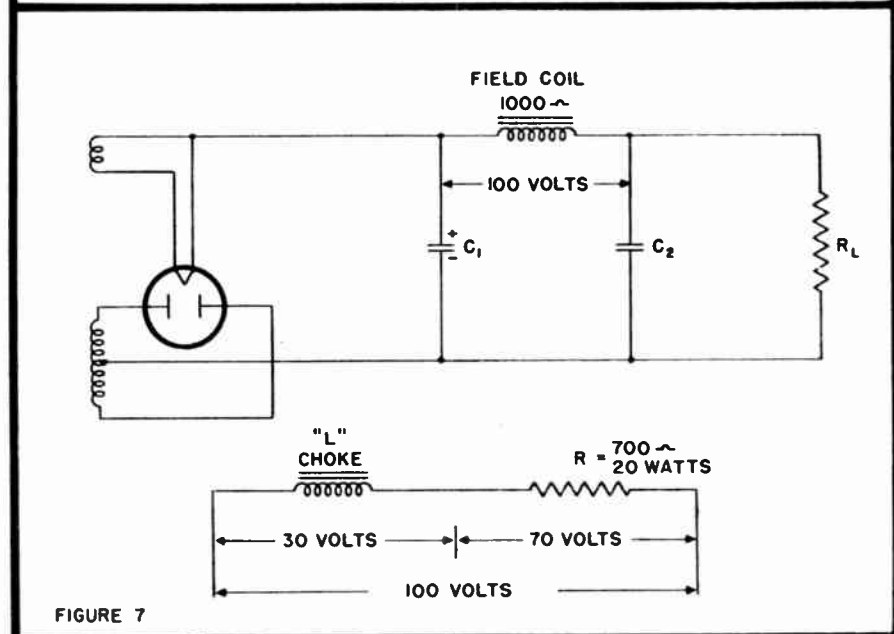 FIELD COIL
1000 ~
100 VOLTS
+
-
C₁
C₂
R_L
"L"
CHOKE
R = 700 ~
20 WATTS
30 VOLTS
70 VOLTS
100 VOLTS
FIGURE 7